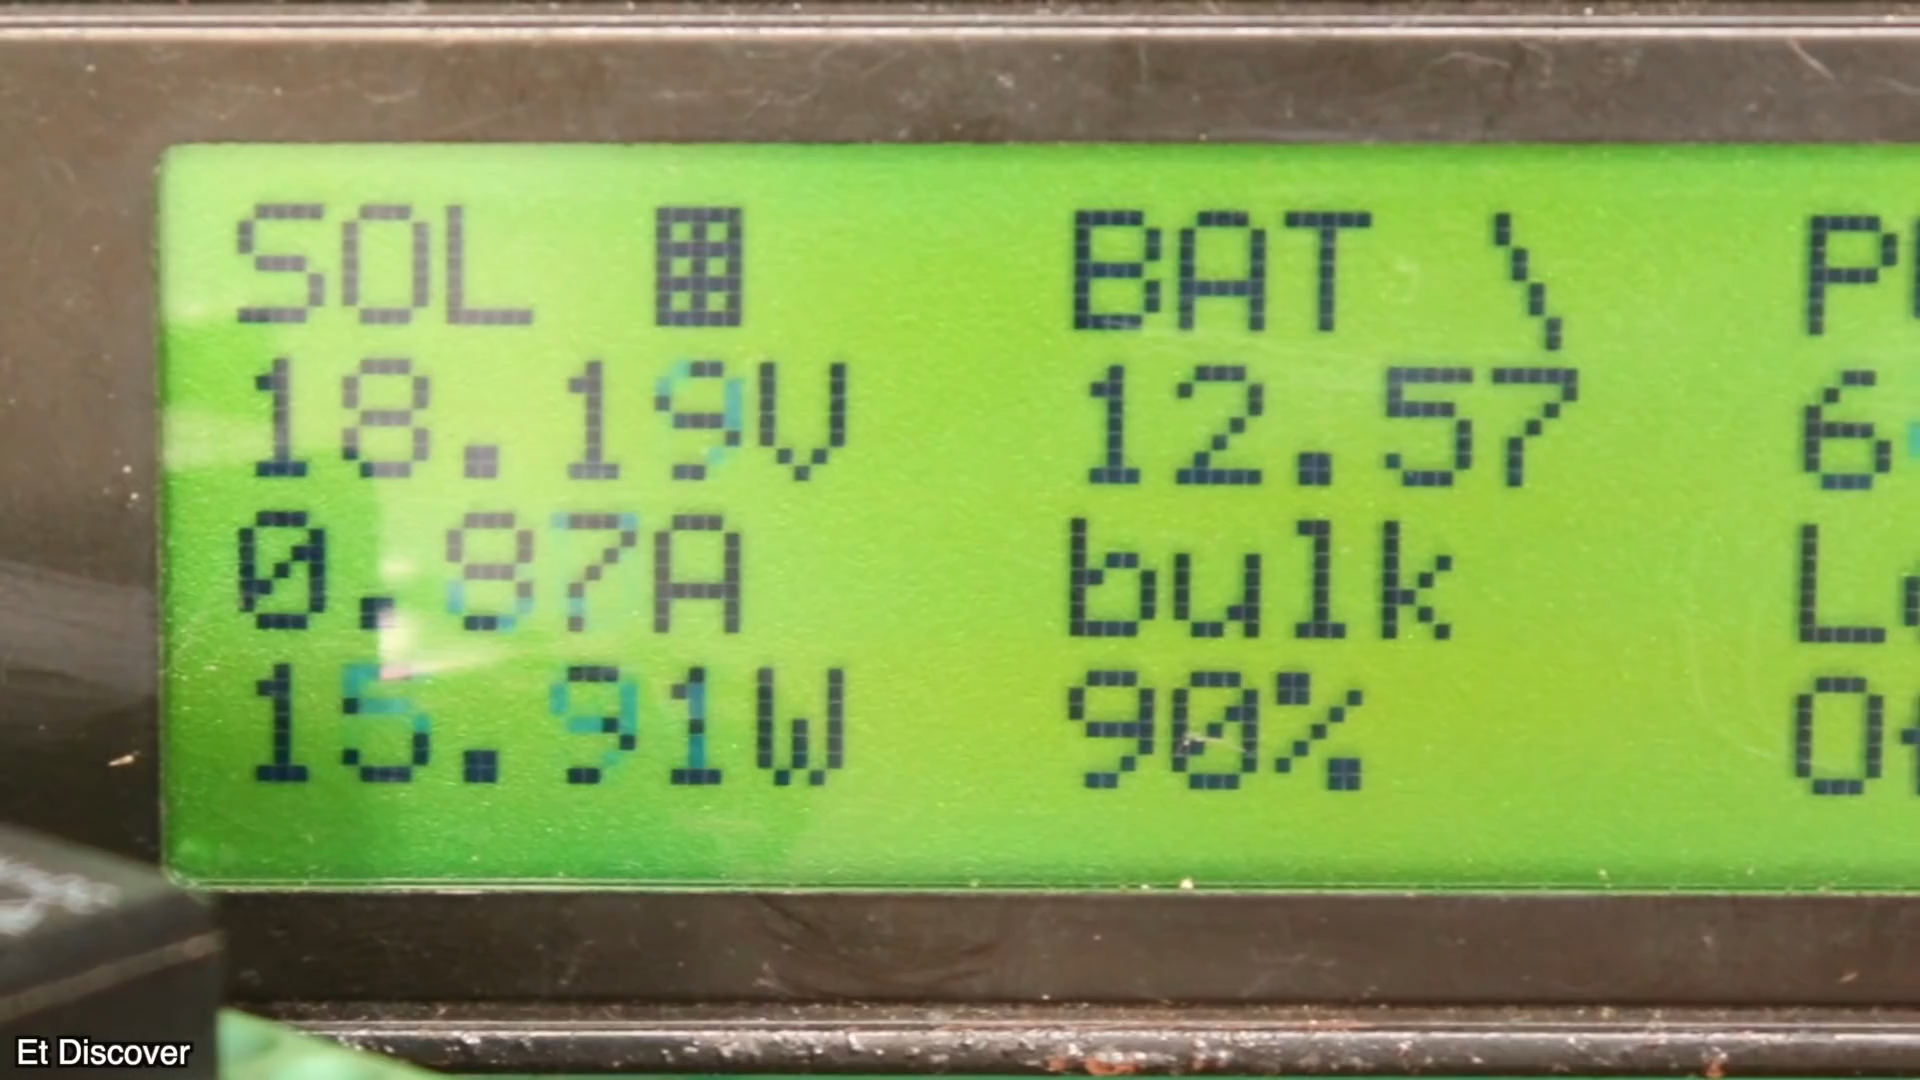 SOL BAT \
18.19V 12.57
0.87A bulk
15.91W 90%
Et Discover